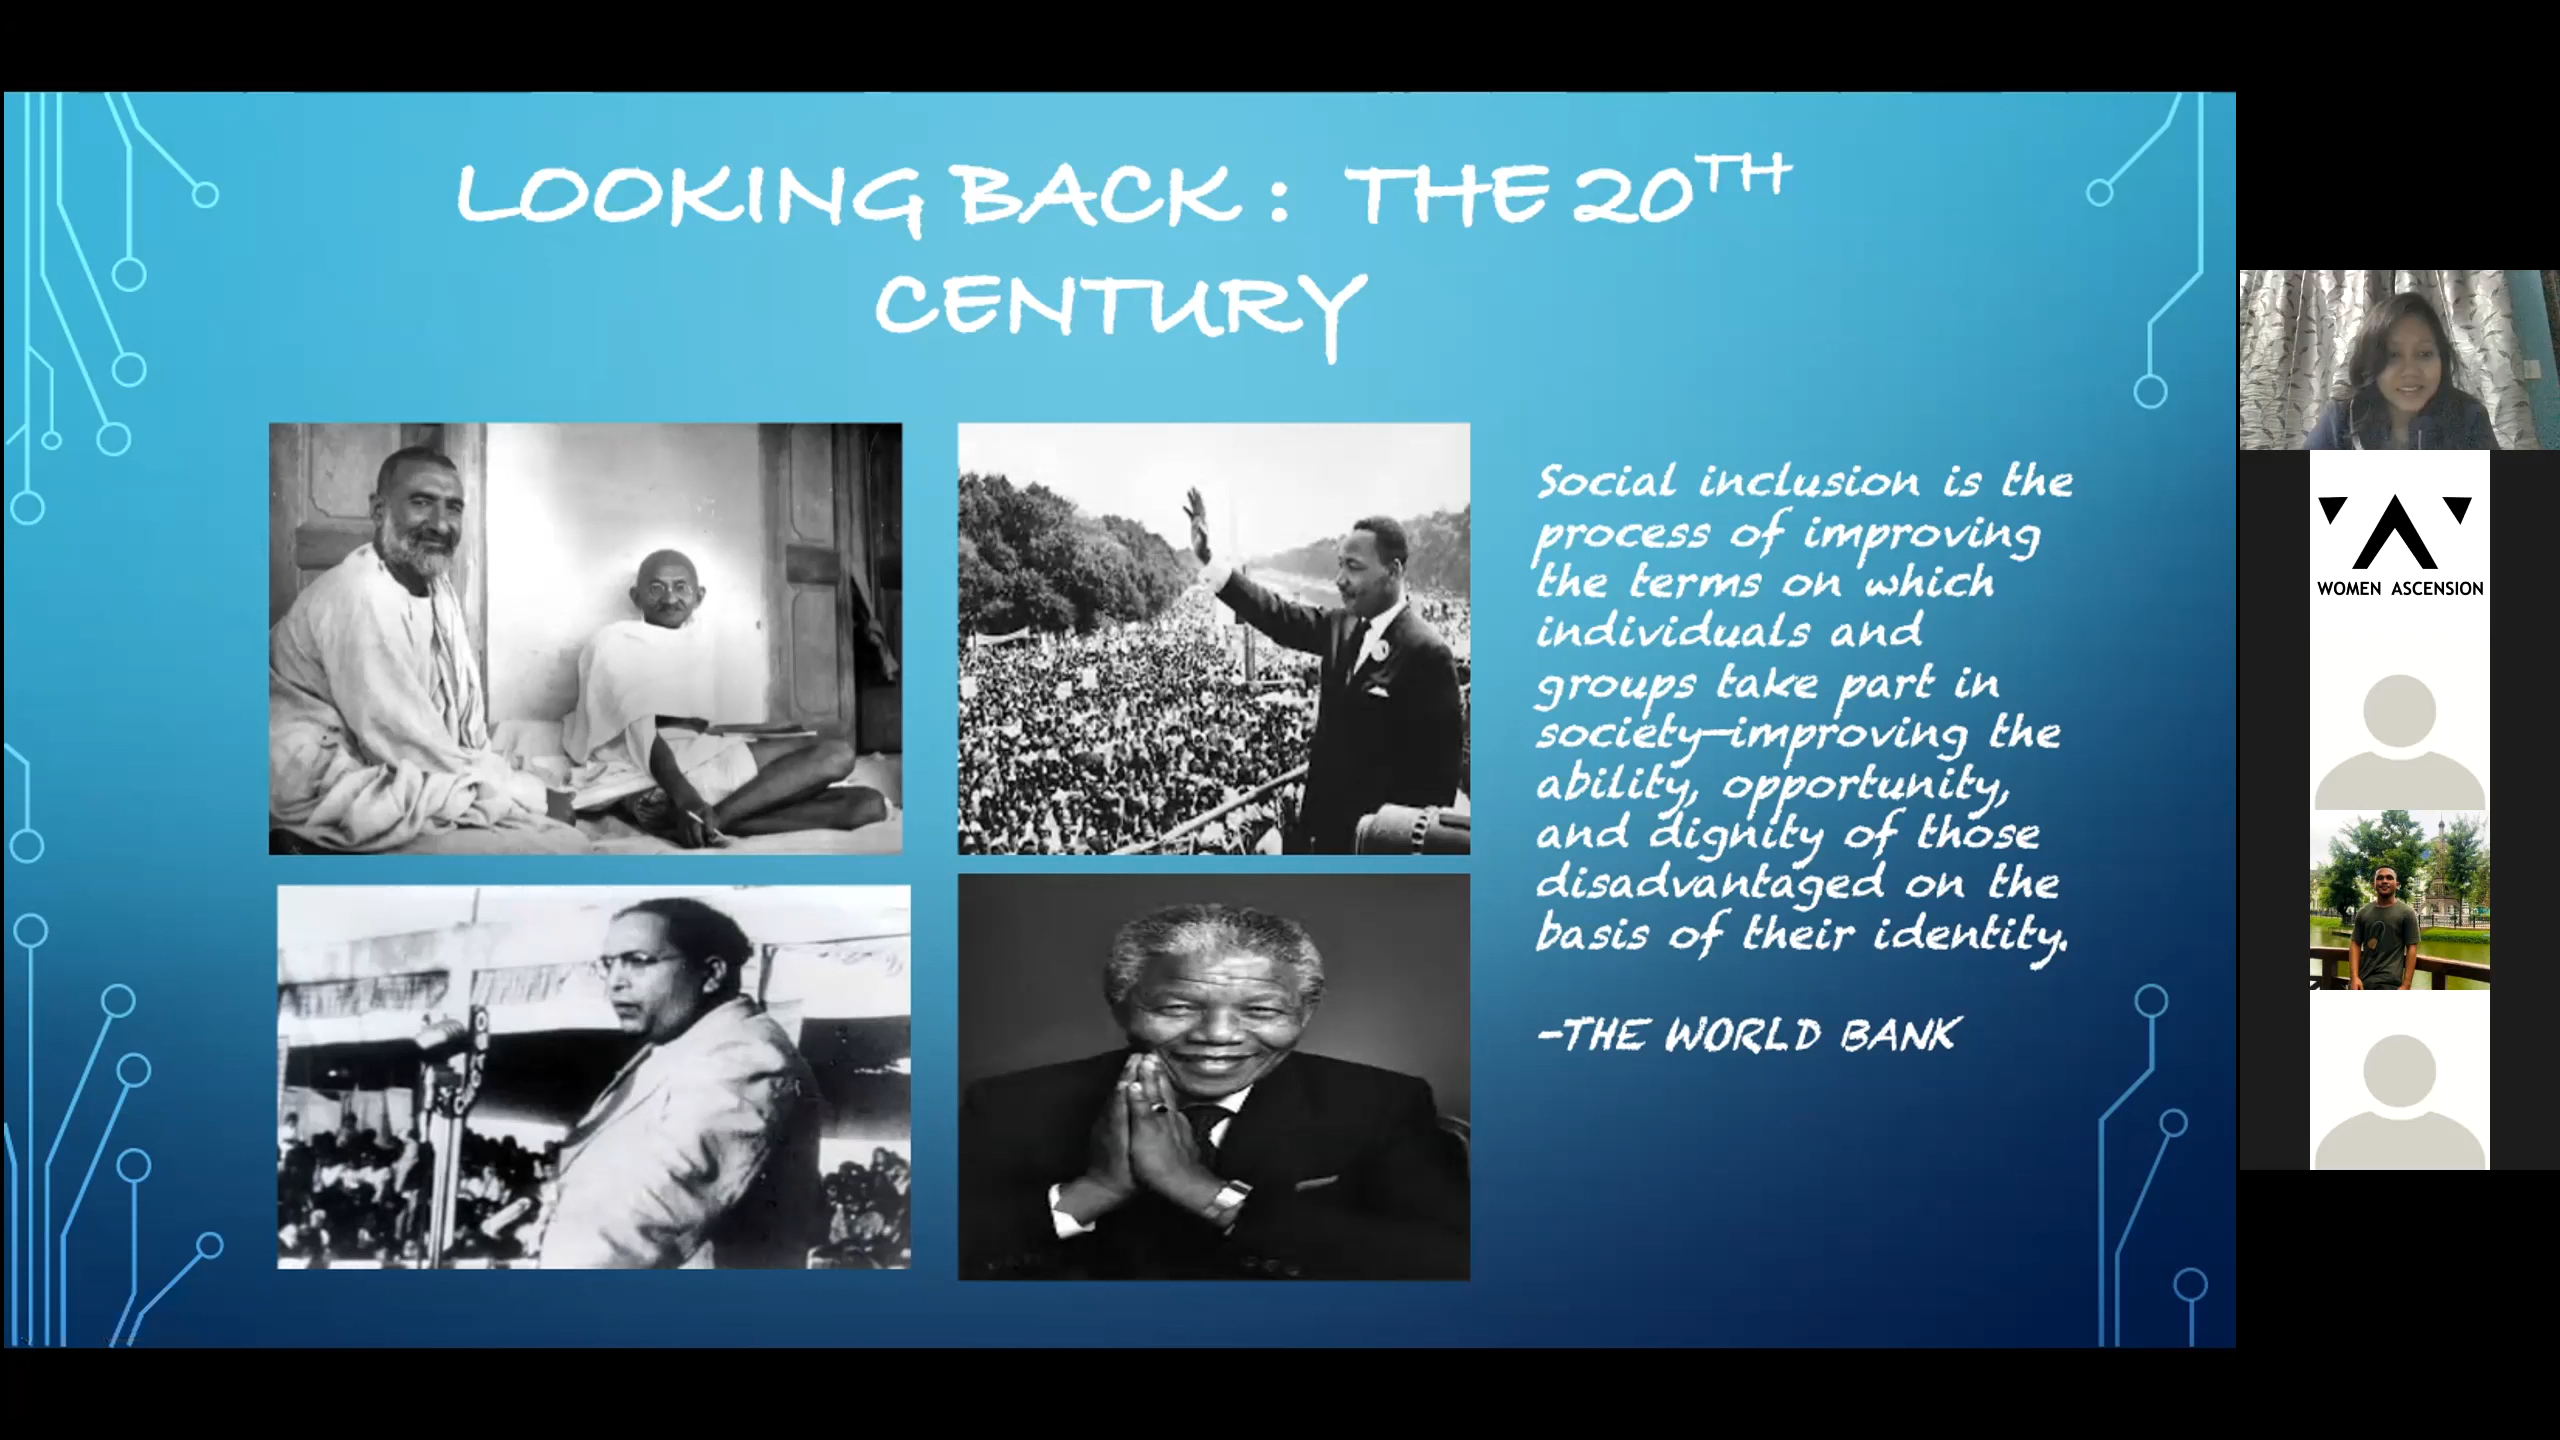 LOOKING BACK : THE 20TH
CENTURY
Social inclusion is the
process of improving
the terms on which
individuals and
groups take part in
society—improving the
ability, opportunity,
and dignity of those
disadvantaged on the
basis of their identity.
-THE WORLD BANK
WOMEN ASCENSION